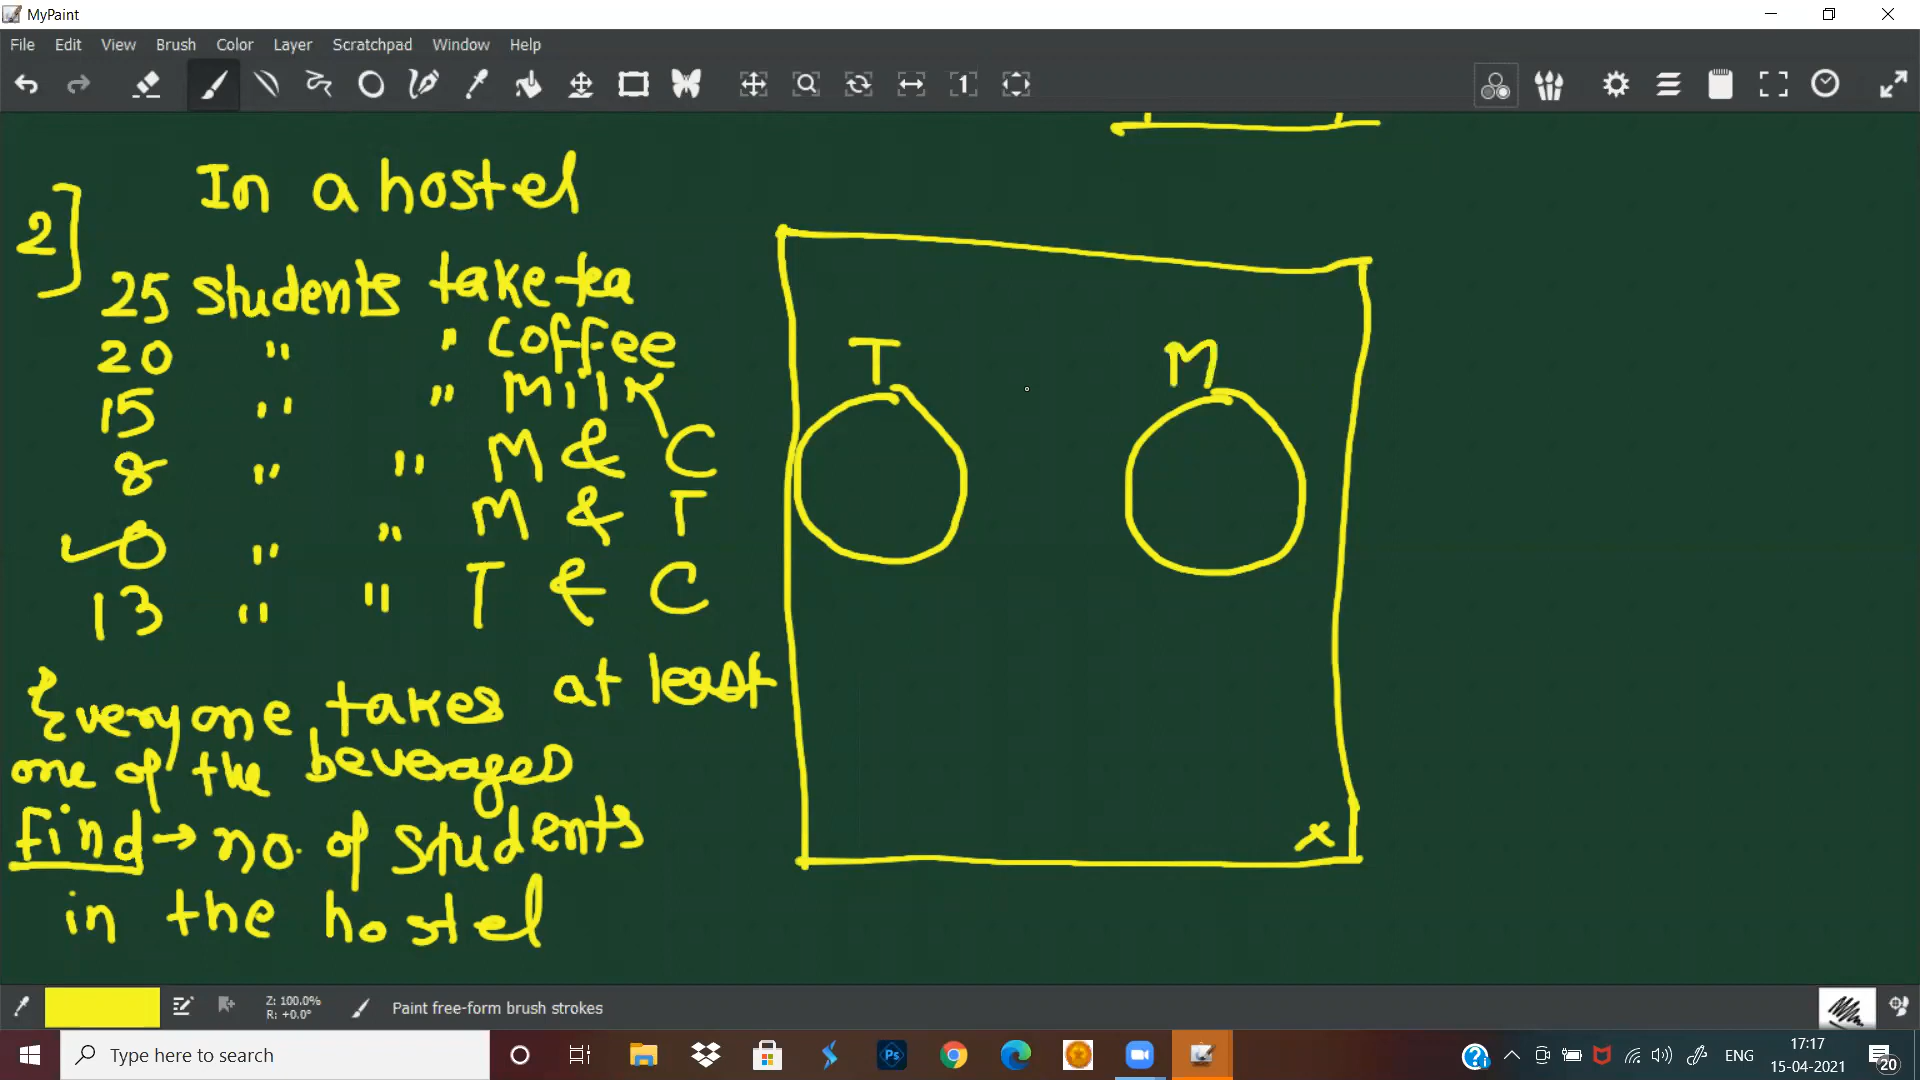 MyPaint
File Edit View Brush Color Layer Scratchpad Window Help
2]
In a hostel
25 students take tea
20 " " Coffee
15 " " Milk
8 " " M & C
0 " " M & T
13 " " T & C
Everyone takes at least
one of the beverages
find → no. of students
in the hostel
T
M
x
Z: 100.0%
R: +0.0°
Paint free-form brush strokes
Type here to search
Ps
ENG
17:17
15-04-2021
20